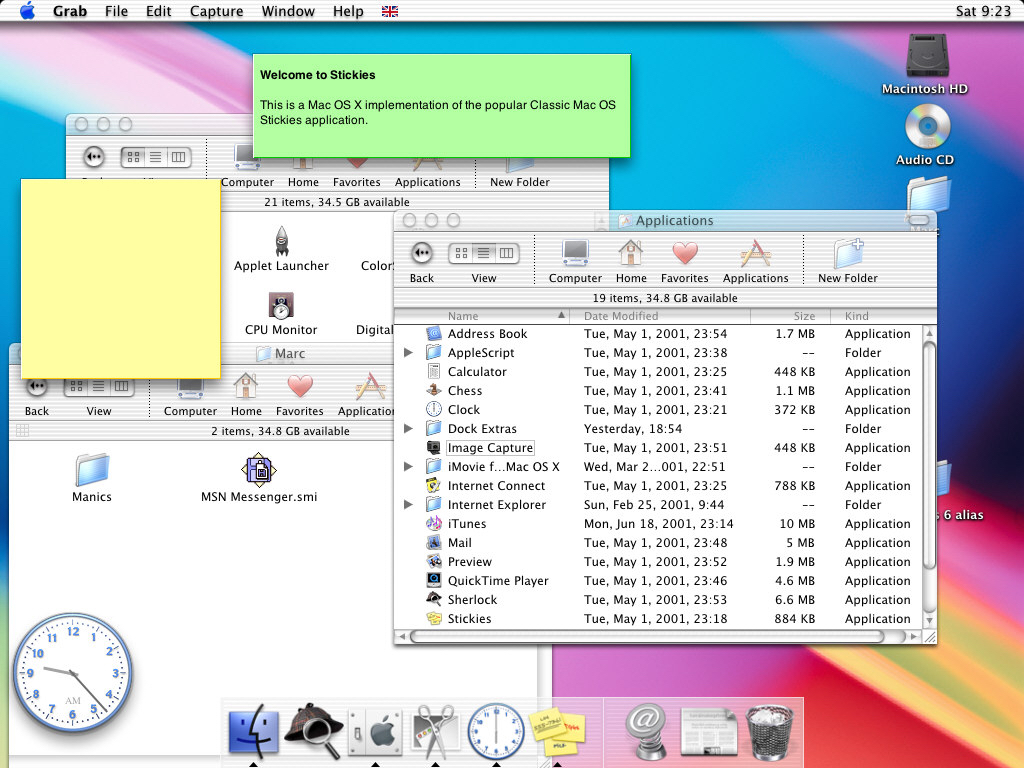 Grab File Edit Capture Window Help Sat 9:23
Macintosh HD
Audio CD
6 alias
Welcome to Stickies
This is a Mac OS X implementation of the popular Classic Mac OS
Stickies application.
Computer Home Favorites Applications New Folder
21 items, 34.5 GB available
Applet Launcher
CPU Monitor
Marc
Back View Computer Home Favorites
2 items, 34.8 GB available
Manics MSN Messenger.smi
Applications
Back View Computer Home Favorites Applications New Folder
19 items, 34.8 GB available
Name Date Modified Size Kind
Address Book Tue, May 1, 2001, 23:54 1.7 MB Application
AppleScript Tue, May 1, 2001, 23:38 -- Folder
Calculator Tue, May 1, 2001, 23:25 448 KB Application
Chess Tue, May 1, 2001, 23:41 1.1 MB Application
Clock Tue, May 1, 2001, 23:21 372 KB Application
Dock Extras Yesterday, 18:54 -- Folder
Image Capture Tue, May 1, 2001, 23:51 448 KB Application
iMovie f...Mac OS X Wed, Mar 2...001, 22:51 -- Folder
Internet Connect Tue, May 1, 2001, 23:25 788 KB Application
Internet Explorer Sun, Feb 25, 2001, 9:44 -- Folder
iTunes Mon, Jun 18, 2001, 23:14 10 MB Application
Mail Tue, May 1, 2001, 23:48 5 MB Application
Preview Tue, May 1, 2001, 23:52 1.9 MB Application
QuickTime Player Tue, May 1, 2001, 23:46 4.6 MB Application
Sherlock Tue, May 1, 2001, 23:53 6.6 MB Application
Stickies Tue, May 1, 2001, 23:18 884 KB Application
12 1 2 3 4 5 6 7 8 9 10 11
AM